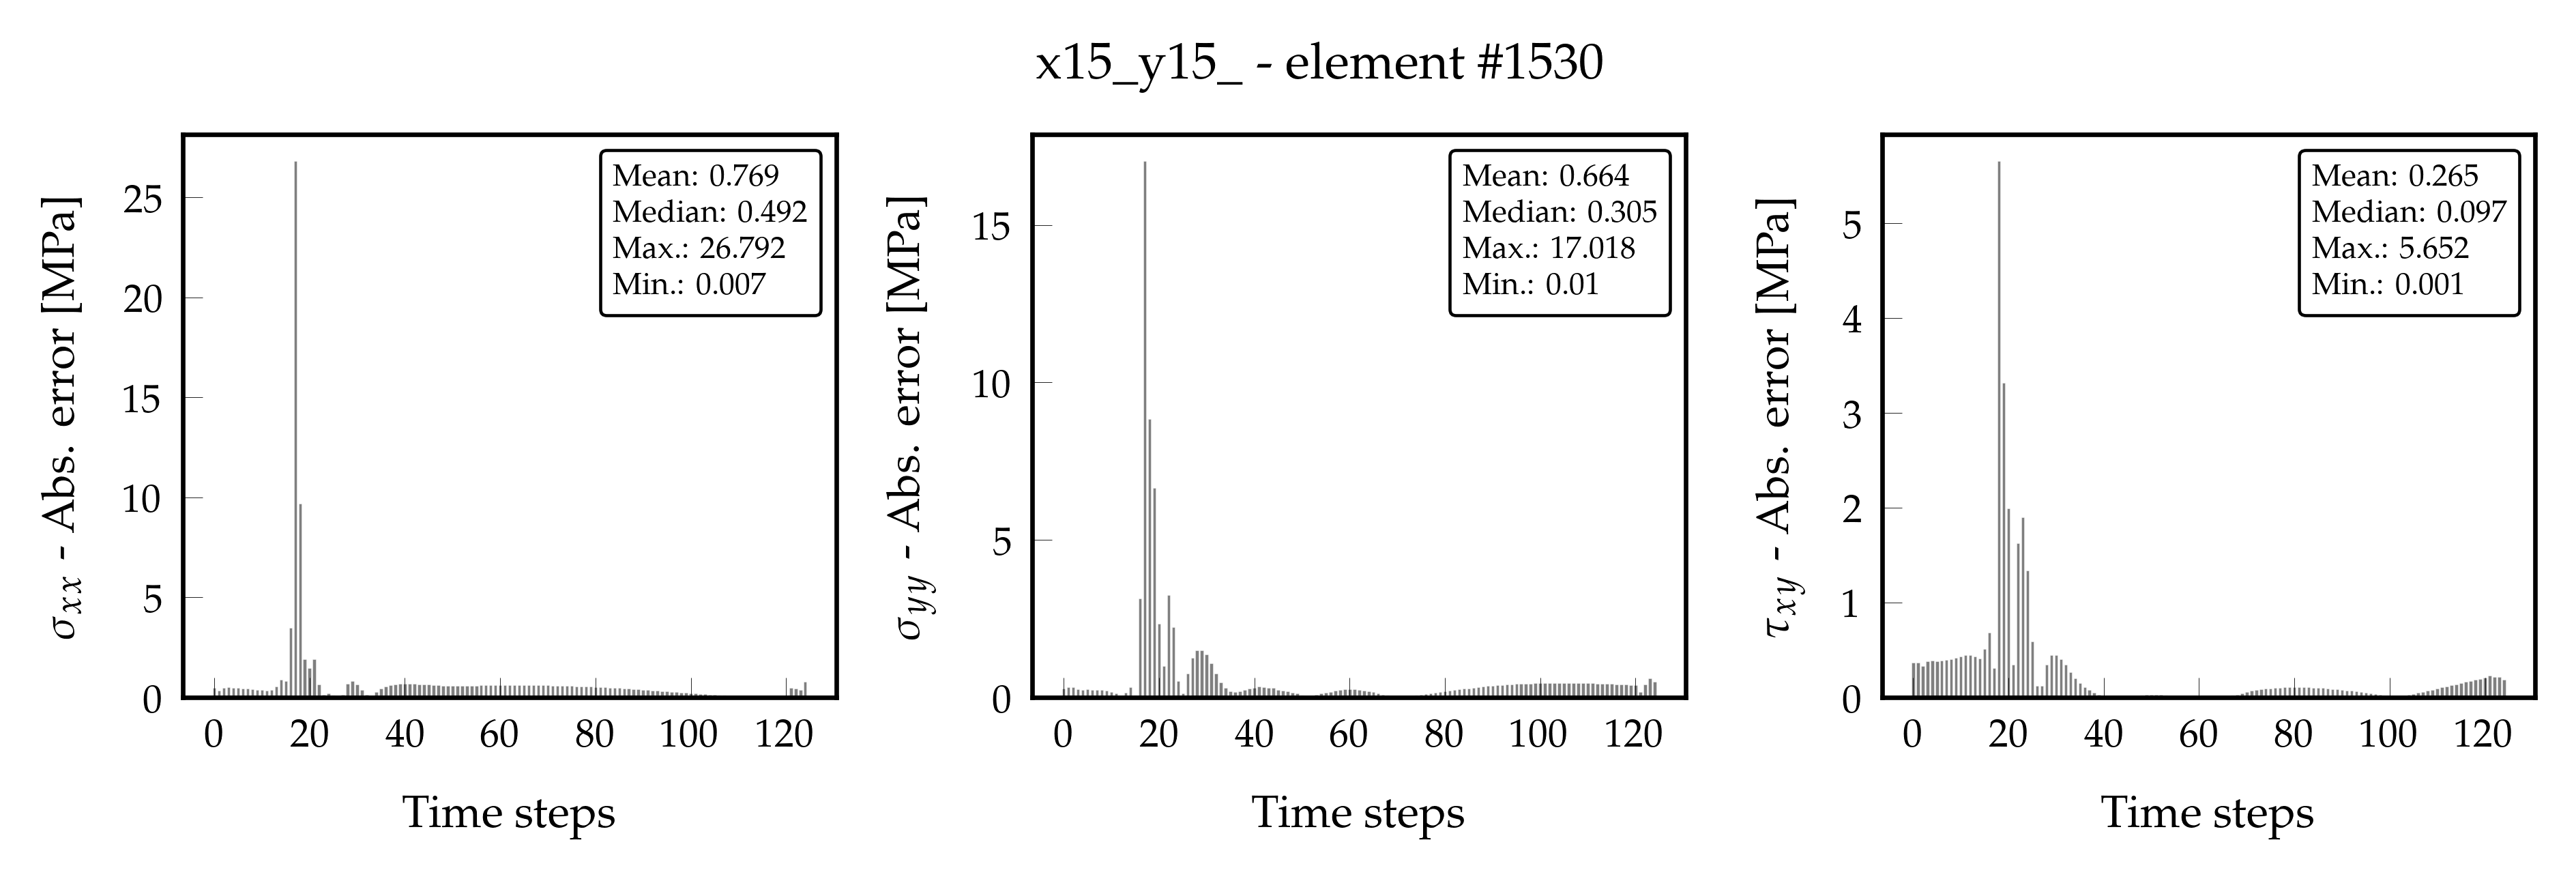 x15_y15_ - element #1530
σxx - Abs. error [MPa]
25
20
15
10
5
0
Mean: 0.769
Median: 0.492
Max.: 26.792
Min.: 0.007
0 20 40 60 80 100 120
Time steps
σyy - Abs. error [MPa]
15
10
5
0
Mean: 0.664
Median: 0.305
Max.: 17.018
Min.: 0.01
0 20 40 60 80 100 120
Time steps
τxy - Abs. error [MPa]
5
4
3
2
1
0
Mean: 0.265
Median: 0.097
Max.: 5.652
Min.: 0.001
0 20 40 60 80 100 120
Time steps